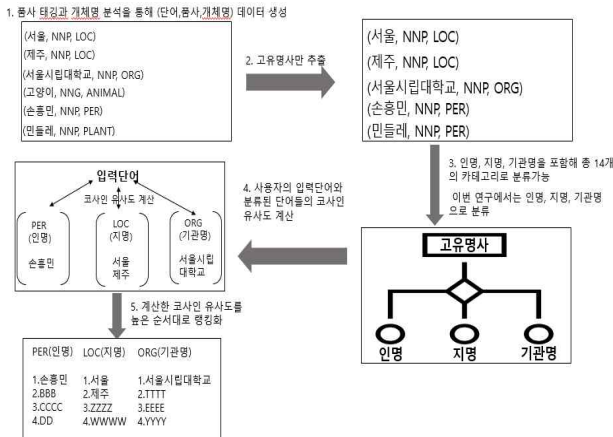 1. 품사 태깅과 개체명 분석을 통해 (단어,품사,개체명) 데이터 생성
(서울, NNP, LOC)
(제주, NNP, LOC)
(서울시립대학교, NNP, ORG)
(고양이, NNG, ANIMAL)
(손흥민, NNP, PER)
(민들레, NNP, PLANT)
2. 고유명사만 추출
(서울, NNP, LOC)
(제주, NNP, LOC)
(서울시립대학교, NNP, ORG)
(손흥민, NNP, PER)
(민들레, NNP, PER)
3. 인명, 지명, 기관명을 포함해 총 14개
의 카테고리로 분류가능
이번 연구에서는 인명, 지명, 기관명
으로 분류
고유명사
인명
지명
기관명
4. 사용자의 입력단어와
분류된 단어들의 코사인
유사도 계산
입력단어
코사인 유사도 계산
PER
(인명)
손흥민
LOC
(지명)
서울
제주
ORG
(기관명)
서울시립
대학교
5. 계산한 코사인 유사도를
높은 순서대로 랭킹화
PER(인명) LOC(지명) ORG(기관명)
1.손흥민 1.서울 1.서울시립대학교
2.BBB 2.제주 2.TTTT
3.CCCC 3.ZZZZ 3.EEEE
4.DD 4.WWWW 4.YYYY